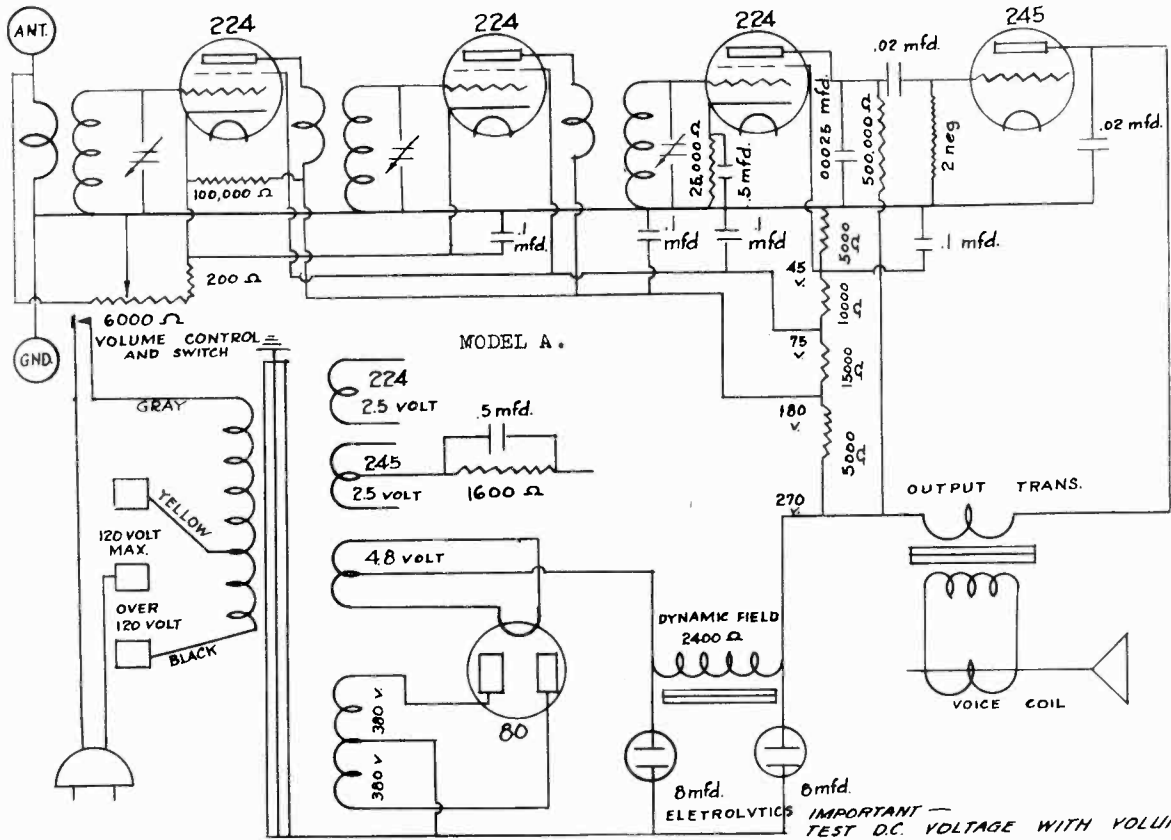 ANT.
224
224
224
245
.02 mfd.
.00025 mfd.
500,000 Ω
2 neg
.02 mfd.
25,000 Ω
.5 mfd.
100,000 Ω
.1 mfd.
.1 mfd
.1 mfd
5000 Ω
.1 mfd.
200 Ω
45 V.
10000 Ω
6000 Ω
VOLUME CONTROL
AND SWITCH
GND.
MODEL A.
75 V
15000 Ω
180 V.
5000 Ω
270 V.
GRAY
224
2.5 VOLT
.5 mfd.
245
2.5 VOLT
1600 Ω
OUTPUT TRANS.
YELLOW
120 VOLT
MAX.
OVER
120 VOLT
BLACK
4.8 VOLT
DYNAMIC FIELD
2400 Ω
80
380 V.
380 V
VOICE COIL
8 mfd.
8 mfd.
ELETROLVTICS
IMPORTANT —
TEST D.C. VOLTAGE WITH